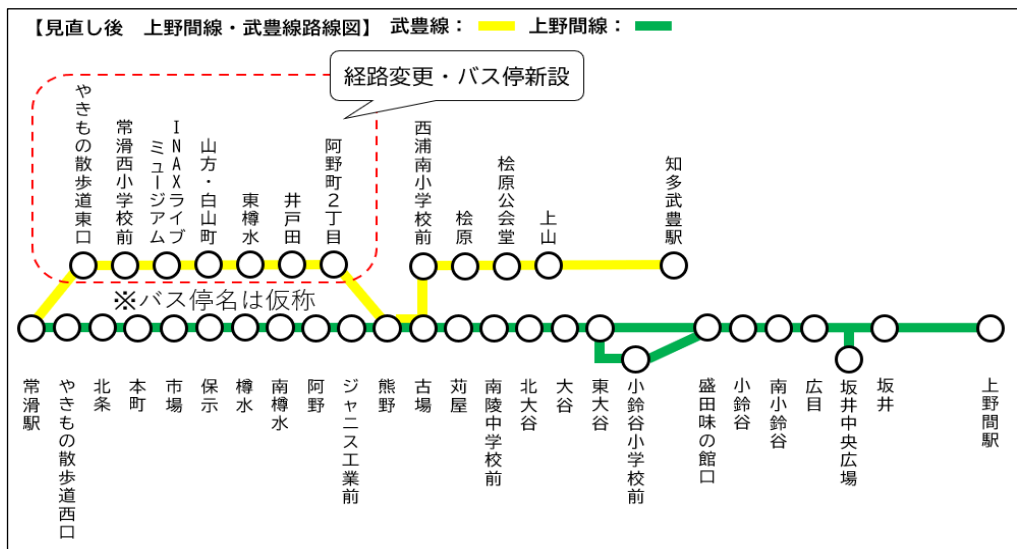 【見直し後　上野間線・武豊線路線図】　武豊線：　上野間線：
経路変更・バス停新設
やきもの散歩道東口
常滑西小学校前
INAXライブ
ミュージアム
山方・白山町
東樽水
井戸田
阿野町2丁目
西浦南小学校前
桧原
桧原公会堂
上山
知多武豊駅
※バス停名は仮称
常滑駅
やきもの散歩道西口
北条
本町
市場
保示
樽水
南樽水
阿野
ジャニス工業前
熊野
古場
苅屋
南陵中学校前
北大谷
大谷
東大谷
小鈴谷小学校前
盛田味の館口
小鈴谷
南小鈴谷
広目
坂井中央広場
坂井
上野間駅